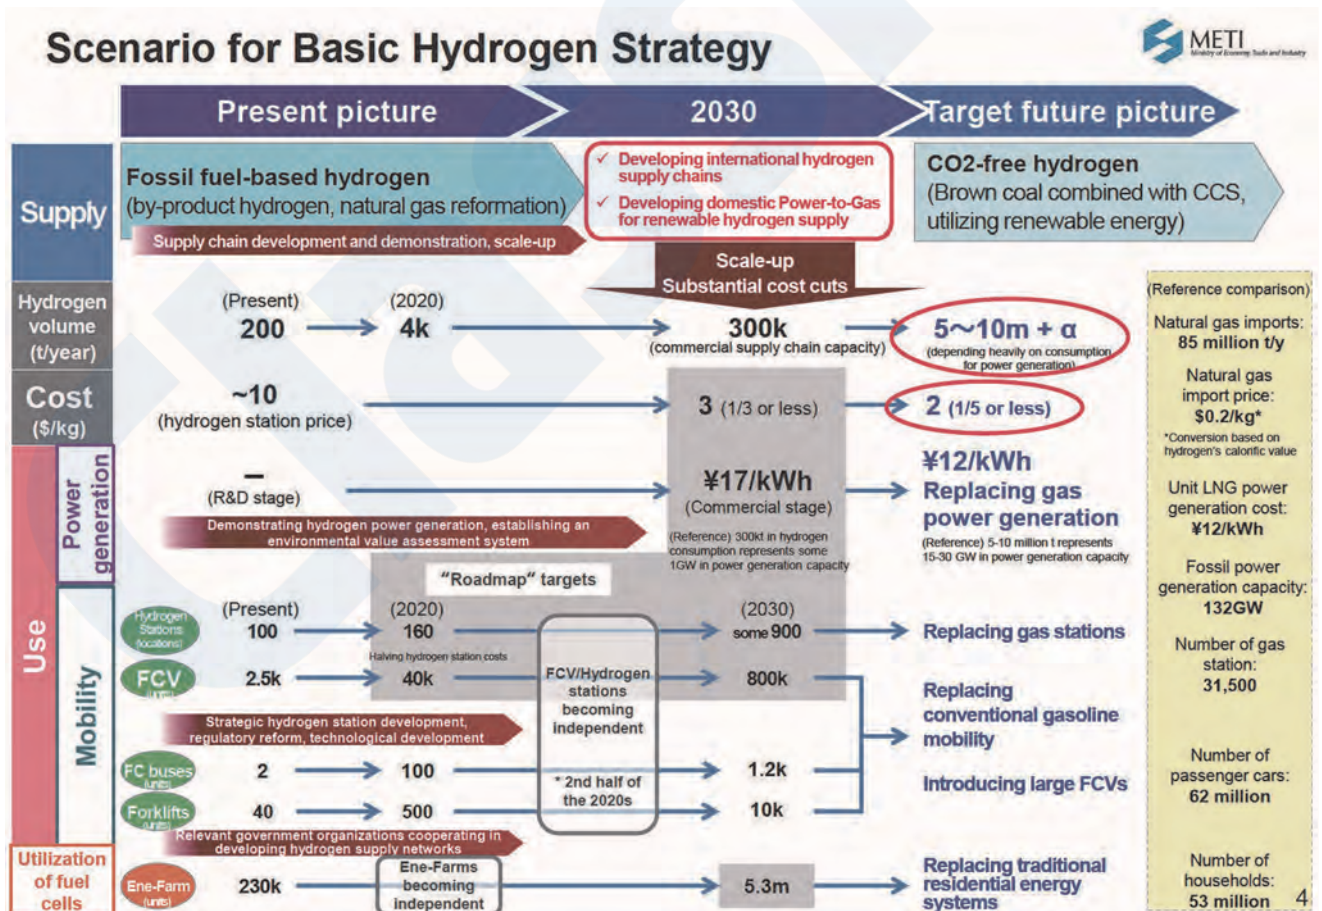 Scenario for Basic Hydrogen Strategy
METI
Ministry of Economy, Trade and Industry
Present picture
2030
Target future picture
Supply
Fossil fuel-based hydrogen
(by-product hydrogen, natural gas reformation)
Supply chain development and demonstration, scale-up
✓ Developing international hydrogen
supply chains
✓ Developing domestic Power-to-Gas
for renewable hydrogen supply
CO2-free hydrogen
(Brown coal combined with CCS,
utilizing renewable energy)
Scale-up
Substantial cost cuts
Hydrogen
volume
(t/year)
(Present)
200
(2020)
4k
300k
(commercial supply chain capacity)
5～10m + α
(depending heavily on consumption
for power generation)
Cost
($/kg)
~10
(hydrogen station price)
3 (1/3 or less)
2 (1/5 or less)
Use
Power
generation
–
(R&D stage)
¥17/kWh
(Commercial stage)
¥12/kWh
Replacing gas
power generation
(Reference) 5-10 million t represents
15-30 GW in power generation capacity
Demonstrating hydrogen power generation, establishing an
environmental value assessment system
(Reference) 300kt in hydrogen
consumption represents some
1GW in power generation capacity
"Roadmap" targets
Mobility
Hydrogen
Stations
(locations)
(Present)
100
(2020)
160
(2030)
some 900
Replacing gas stations
Halving hydrogen station costs
FCV
(units)
2.5k
40k
800k
FCV/Hydrogen
stations
becoming
independent
* 2nd half of
the 2020s
Replacing
conventional gasoline
mobility
Strategic hydrogen station development,
regulatory reform, technological development
FC buses
(units)
2
100
1.2k
Introducing large FCVs
Forklifts
(units)
40
500
10k
Relevant government organizations cooperating in
developing hydrogen supply networks
Utilization
of fuel
cells
Ene-Farm
(units)
230k
Ene-Farms
becoming
independent
5.3m
Replacing traditional
residential energy
systems
(Reference comparison)
Natural gas imports:
85 million t/y
Natural gas
import price:
$0.2/kg*
*Conversion based on
hydrogen's calorific value
Unit LNG power
generation cost:
¥12/kWh
Fossil power
generation capacity:
132GW
Number of gas
station:
31,500
Number of
passenger cars:
62 million
Number of
households:
53 million
4